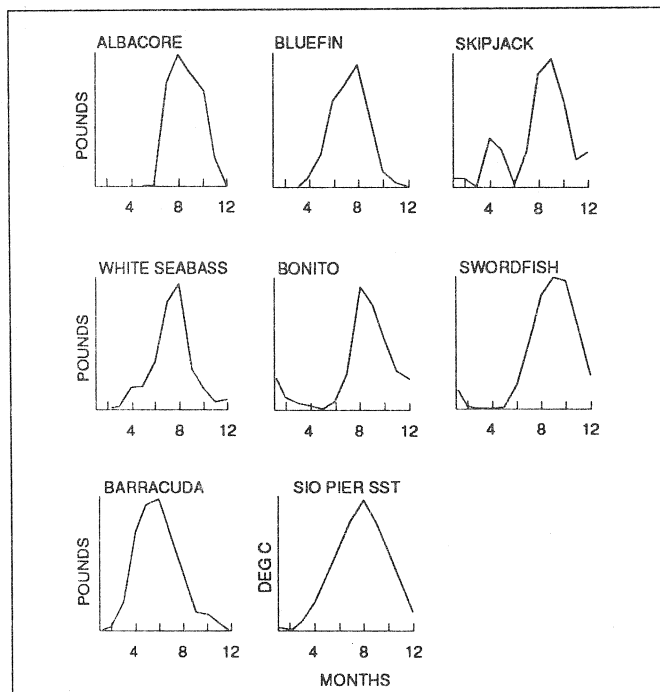 ALBACORE BLUEFIN SKIPJACK
POUNDS
4 8 12 4 8 12 4 8 12
WHITE SEABASS BONITO SWORDFISH
POUNDS
4 8 12 4 8 12 4 8 12
BARRACUDA SIO PIER SST
POUNDS DEG C
4 8 12 4 8 12
MONTHS